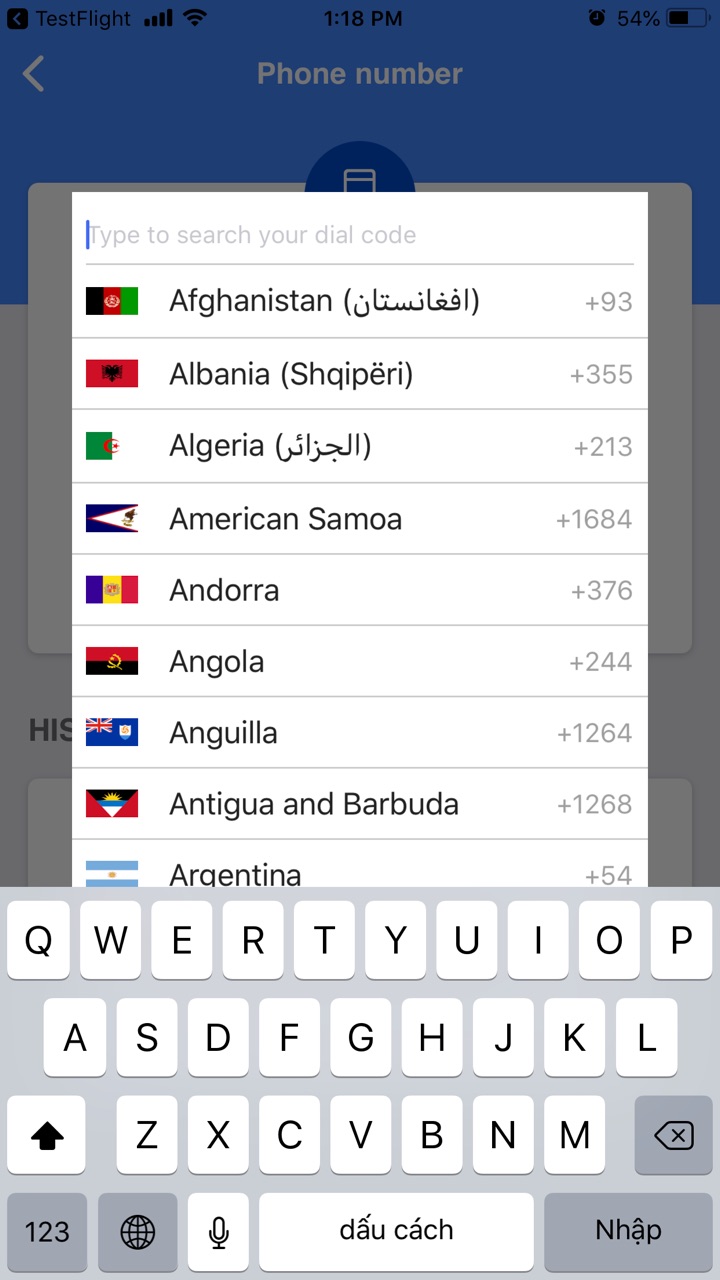 TestFlight 1:18 PM 54%
Phone number
Type to search your dial code
Afghanistan (‫افغانستان‬‎) +93
Albania (Shqipëri) +355
Algeria (‫الجزائر‬‎) +213
American Samoa +1684
Andorra +376
Angola +244
HIS
Anguilla +1264
Antigua and Barbuda +1268
Argentina +54
Q W E R T Y U I O P
A S D F G H J K L
Z X C V B N M
123 dấu cách Nhập